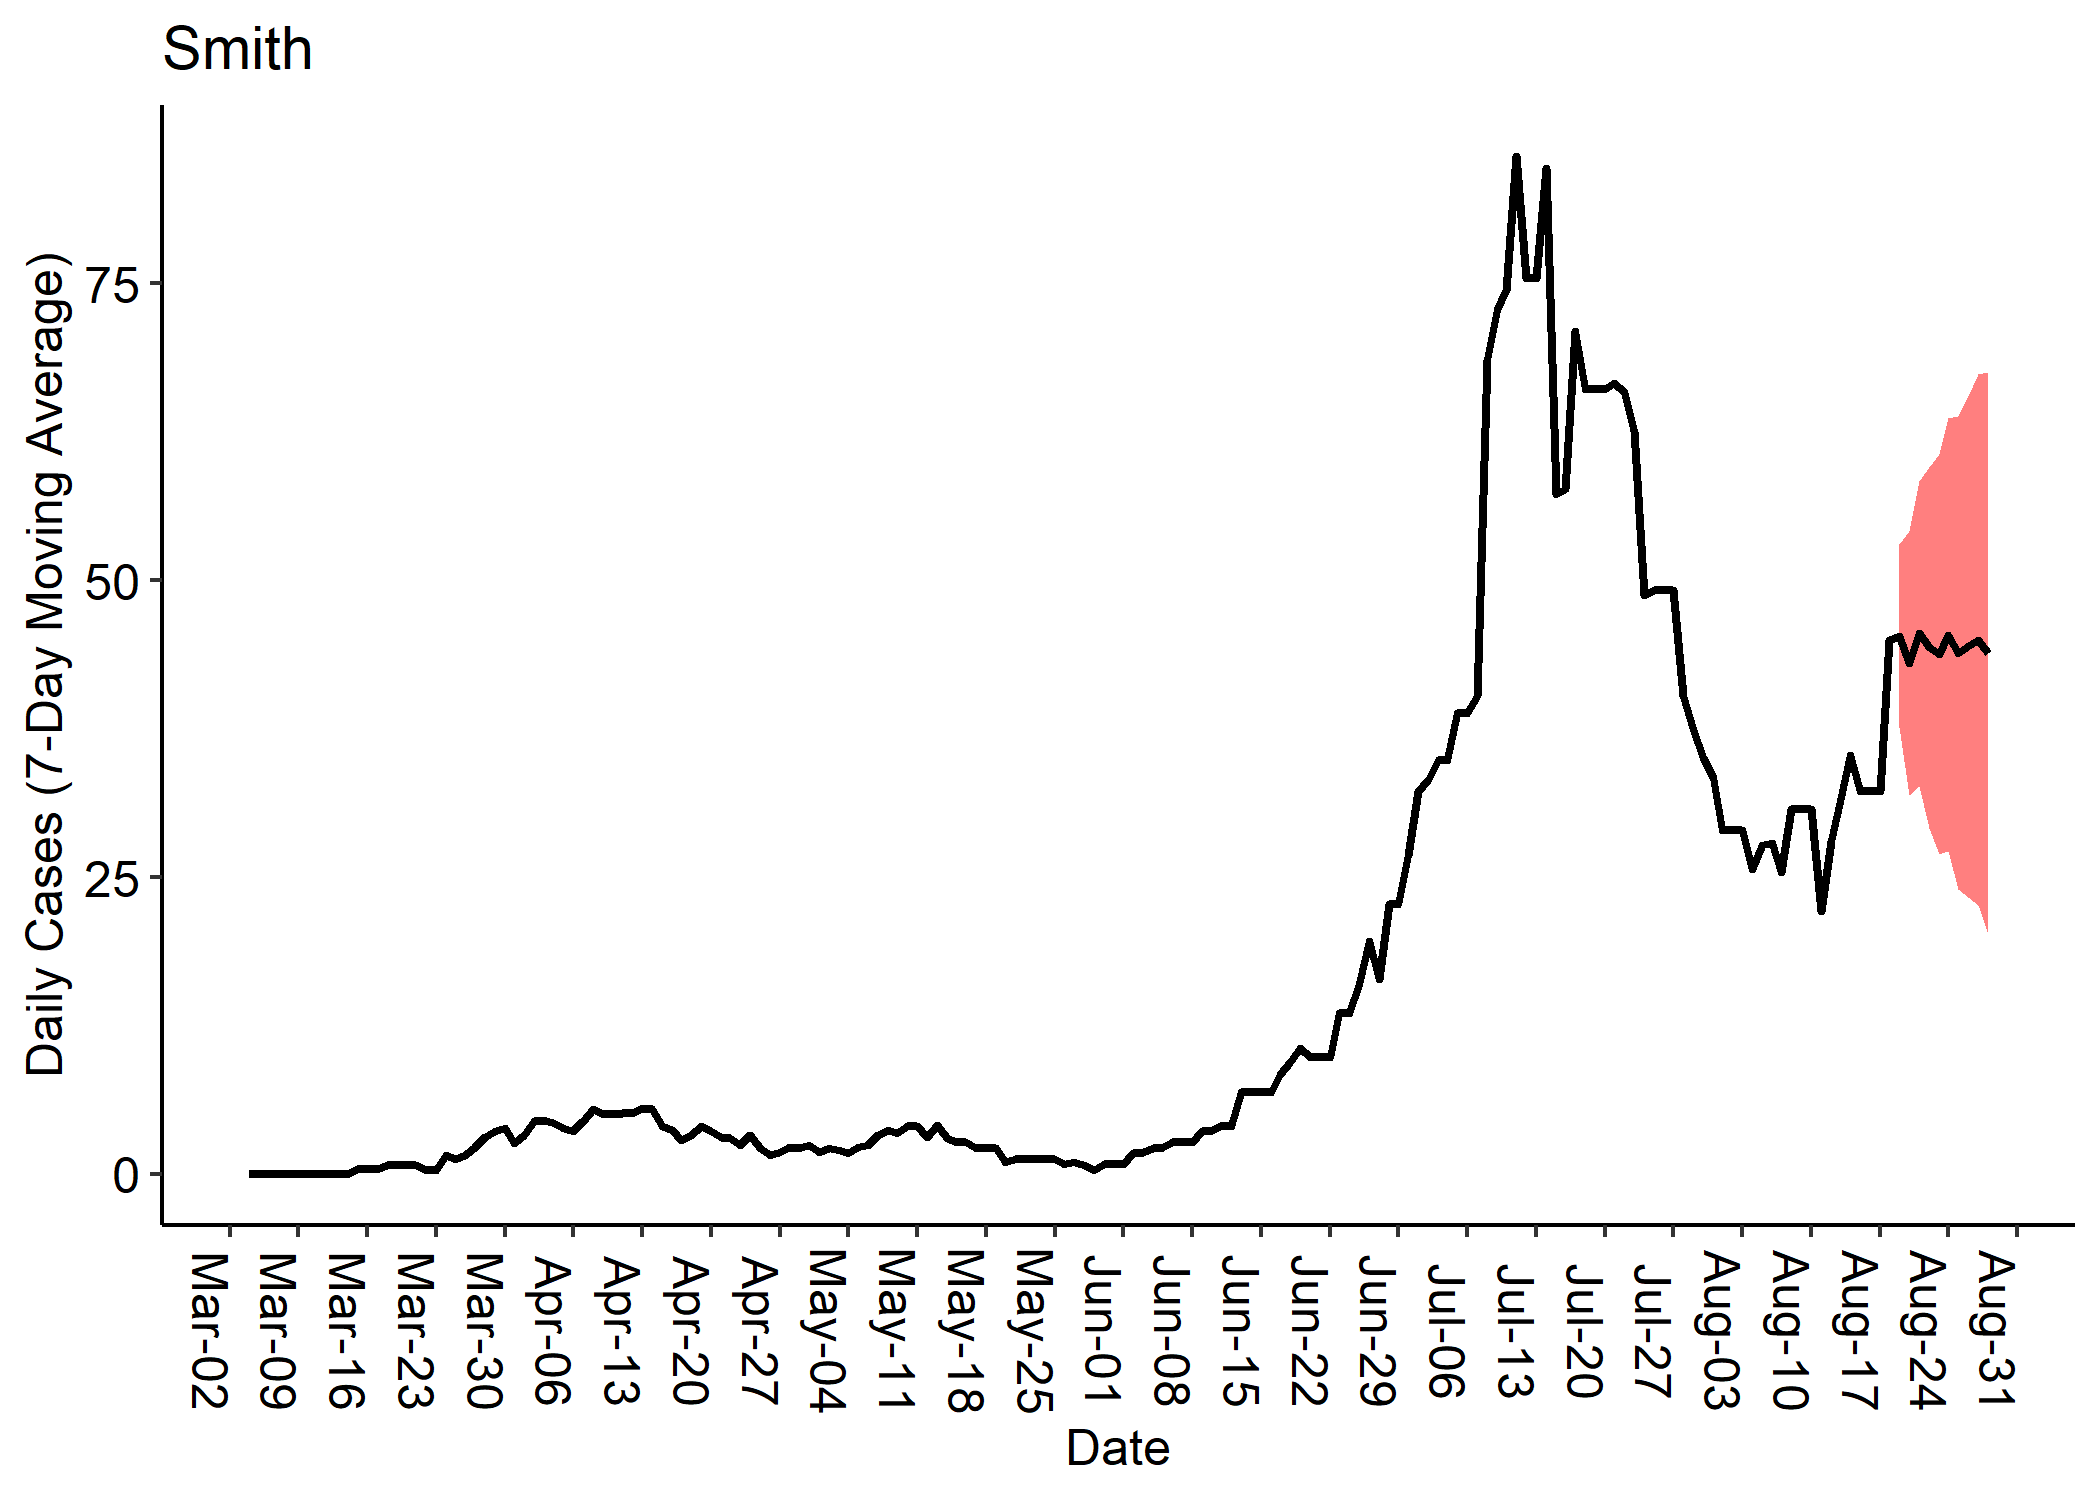 Smith
Daily Cases (7-Day Moving Average)
75
50
25
0
Mar-02
Mar-09
Mar-16
Mar-23
Mar-30
Apr-06
Apr-13
Apr-20
Apr-27
May-04
May-11
May-18
May-25
Jun-01
Jun-08
Jun-15
Jun-22
Jun-29
Jul-06
Jul-13
Jul-20
Jul-27
Aug-03
Aug-10
Aug-17
Aug-24
Aug-31
Date